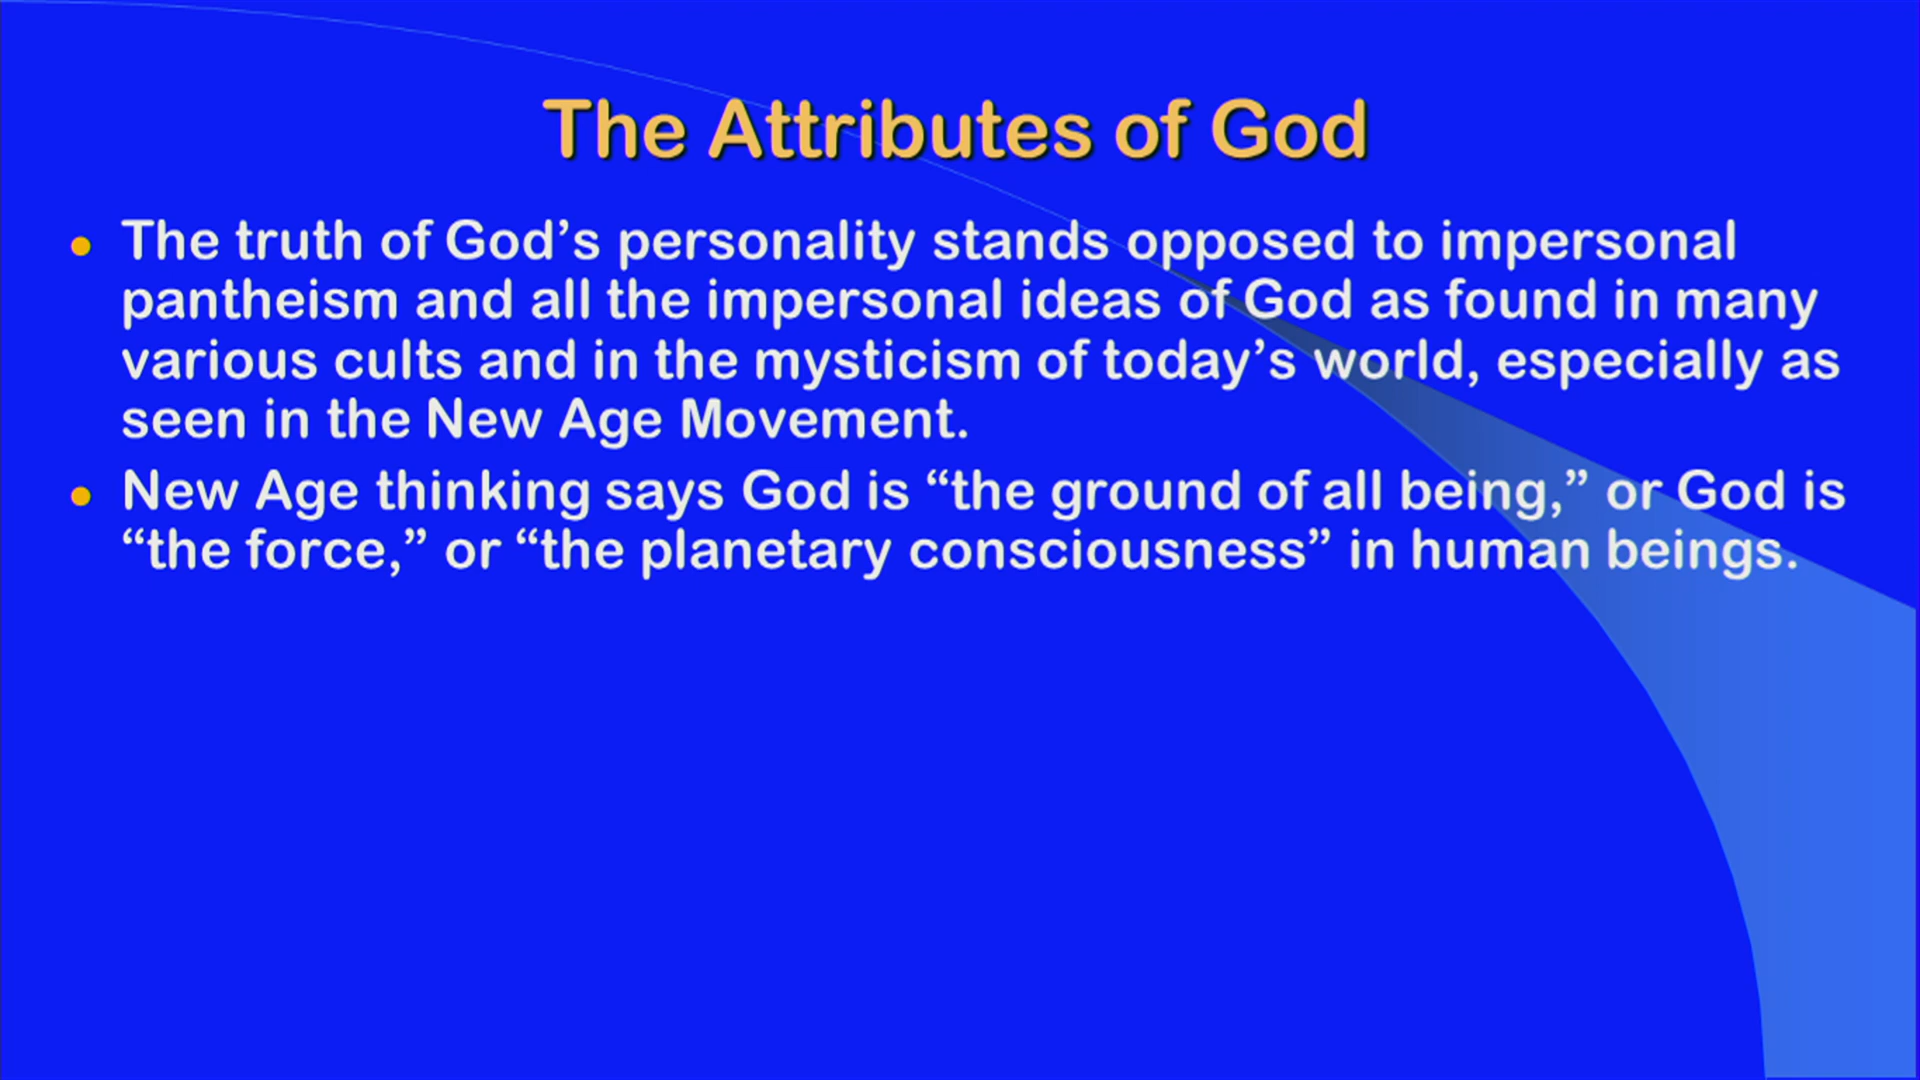 The Attributes of God
• The truth of God’s personality stands opposed to impersonal
pantheism and all the impersonal ideas of God as found in many
various cults and in the mysticism of today’s world, especially as
seen in the New Age Movement.
• New Age thinking says God is “the ground of all being,” or God is
“the force,” or “the planetary consciousness” in human beings.